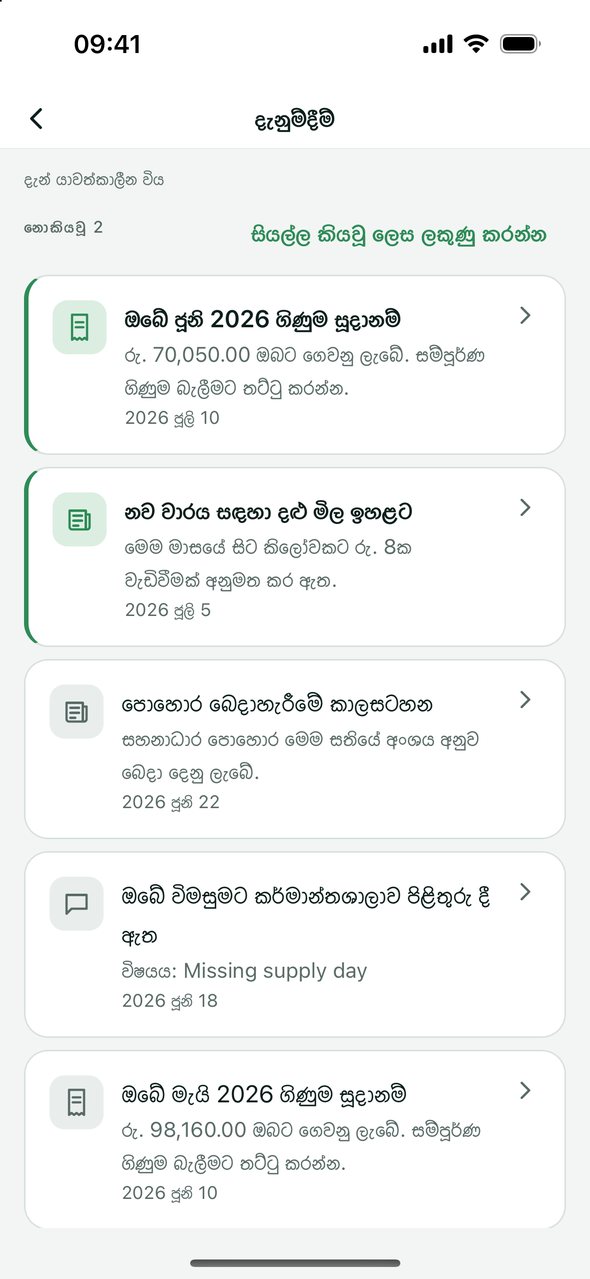 09:41
දැනුම්දීම්
දැන් යාවත්කාලීන විය
නොකියවූ 2
සියල්ල කියවූ ලෙස ලකුණු කරන්න
ඔබේ ජූනි 2026 ගිණුම සූදානම්
රු. 70,050.00 ඔබට ගෙවනු ලැබේ. සම්පූර්ණ
ගිණුම බැලීමට තට්ටු කරන්න.
2026 ජූලි 10
නව වාරය සඳහා දළු මිල ඉහළට
මෙම මාසයේ සිට කිලෝවකට රු. 8ක
වැඩිවීමක් අනුමත කර ඇත.
2026 ජූලි 5
පොහොර බෙදාහැරීමේ කාලසටහන
සහනාධාර පොහොර මෙම සතියේ අංශය අනුව
බෙදා දෙනු ලැබේ.
2026 ජූනි 22
ඔබේ විමසුමට කර්මාන්තශාලාව පිළිතුරු දී
ඇත
විෂයය: Missing supply day
2026 ජූනි 18
ඔබේ මැයි 2026 ගිණුම සූදානම්
රු. 98,160.00 ඔබට ගෙවනු ලැබේ. සම්පූර්ණ
ගිණුම බැලීමට තට්ටු කරන්න.
2026 ජූනි 10